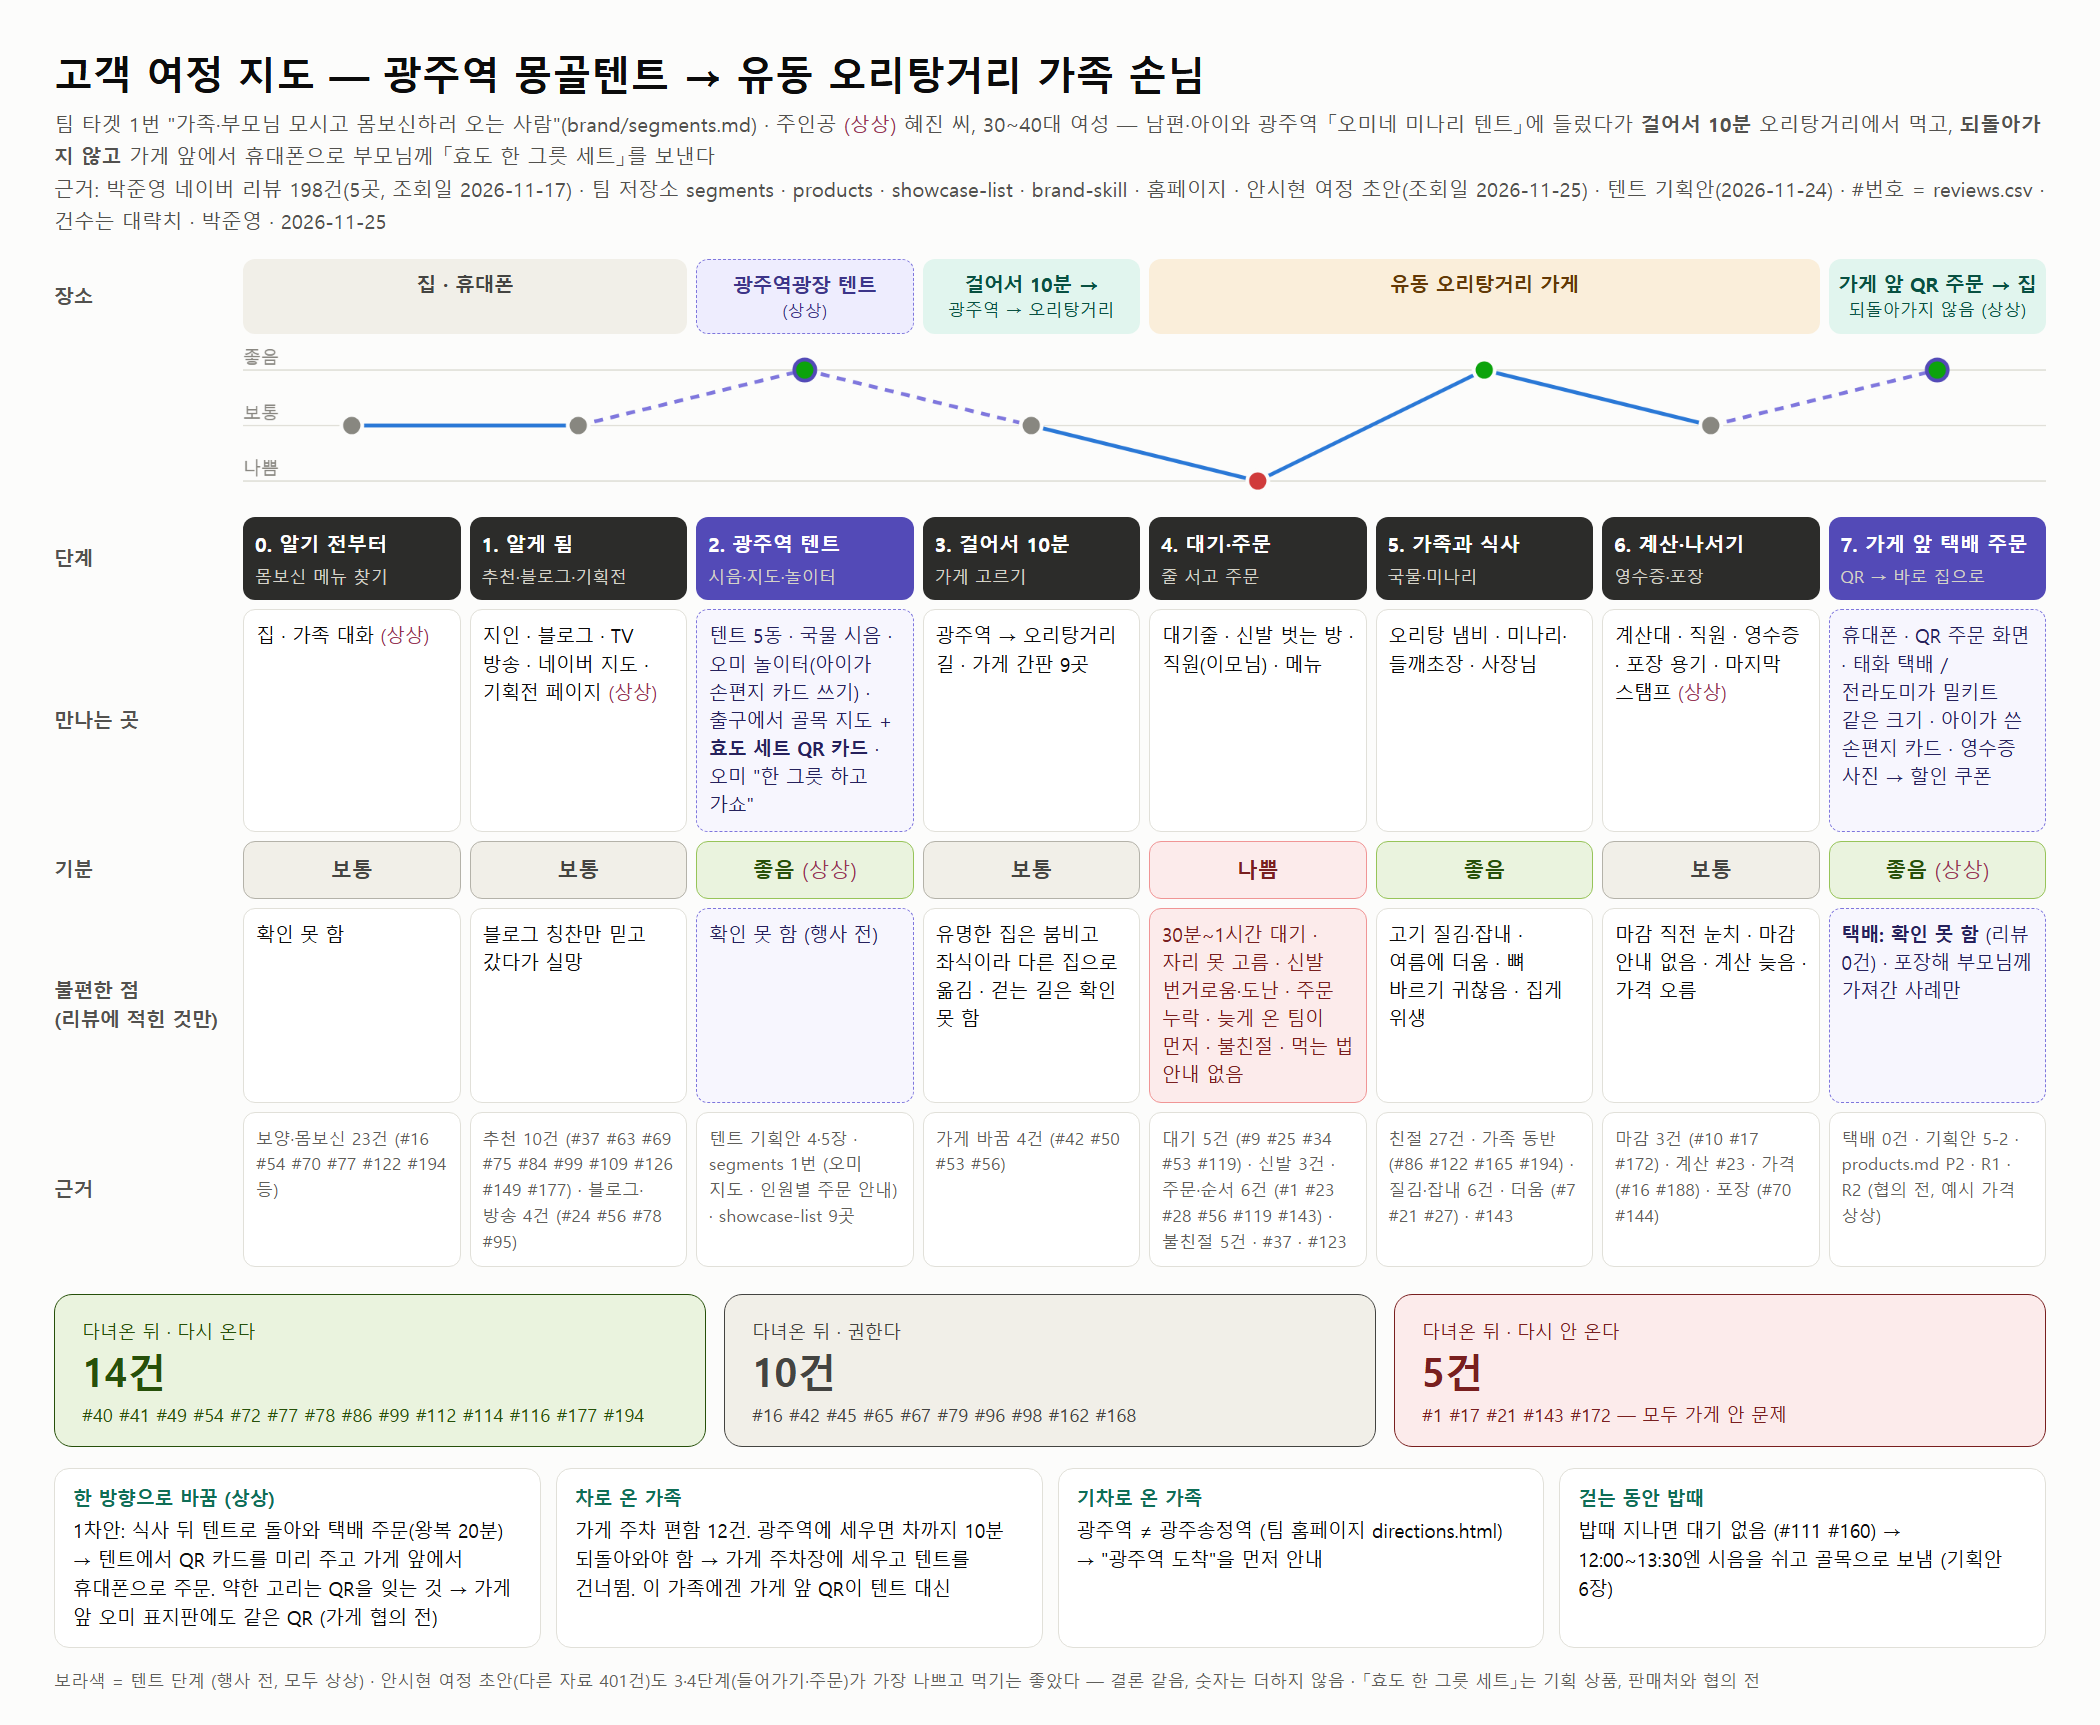 고객 여정 지도 — 광주역 몽골텐트 → 유동 오리탕거리 가족 손님
팀 타겟 1번 "가족·부모님 모시고 몸보신하러 오는 사람"(brand/segments.md) · 주인공 (상상) 혜진 씨, 30~40대 여성 — 남편·아이와 광주역 「오미네 미나리 텐트」에 들렀다가 걸어서 10분 오리탕거리에서 먹고, 되돌아가
지 않고 가게 앞에서 휴대폰으로 부모님께 「효도 한 그릇 세트」를 보낸다
근거: 박준영 네이버 리뷰 198건(5곳, 조회일 2026-11-17) · 팀 저장소 segments · products · showcase-list · brand-skill · 홈페이지 · 안시현 여정 초안(조회일 2026-11-25) · 텐트 기획안(2026-11-24) · #번호 = reviews.csv ·
건수는 대략치 · 박준영 · 2026-11-25
장소
집 · 휴대폰
광주역광장 텐트
(상상)
걸어서 10분 →
광주역 → 오리탕거리
유동 오리탕거리 가게
가게 앞 QR 주문 → 집
되돌아가지 않음 (상상)
좋음
보통
나쁨
단계
0. 알기 전부터
몸보신 메뉴 찾기
1. 알게 됨
추천·블로그·기획전
2. 광주역 텐트
시음·지도·놀이터
3. 걸어서 10분
가게 고르기
4. 대기·주문
줄 서고 주문
5. 가족과 식사
국물·미나리
6. 계산·나서기
영수증·포장
7. 가게 앞 택배 주문
QR → 바로 집으로
만나는 곳
집 · 가족 대화 (상상)
지인 · 블로그 · TV
방송 · 네이버 지도 ·
기획전 페이지 (상상)
텐트 5동 · 국물 시음 ·
오미 놀이터(아이가
손편지 카드 쓰기) ·
출구에서 골목 지도 +
효도 세트 QR 카드 ·
오미 "한 그릇 하고
가쇼"
광주역 → 오리탕거리
길 · 가게 간판 9곳
대기줄 · 신발 벗는 방 ·
직원(이모님) · 메뉴
오리탕 냄비 · 미나리·
들깨초장 · 사장님
계산대 · 직원 · 영수증
· 포장 용기 · 마지막
스탬프 (상상)
휴대폰 · QR 주문 화면
· 태화 택배 /
전라도미가 밀키트
같은 크기 · 아이가 쓴
손편지 카드 · 영수증
사진 → 할인 쿠폰
기분
보통
보통
좋음 (상상)
보통
나쁨
좋음
보통
좋음 (상상)
불편한 점
(리뷰에 적힌 것만)
확인 못 함
블로그 칭찬만 믿고
갔다가 실망
확인 못 함 (행사 전)
유명한 집은 붐비고
좌식이라 다른 집으로
옮김 · 걷는 길은 확인
못 함
30분~1시간 대기 ·
자리 못 고름 · 신발
번거로움·도난 · 주문
누락 · 늦게 온 팀이
먼저 · 불친절 · 먹는 법
안내 없음
고기 질김·잡내 ·
여름에 더움 · 뼈
바르기 귀찮음 · 집게
위생
마감 직전 눈치 · 마감
안내 없음 · 계산 늦음 ·
가격 오름
택배: 확인 못 함 (리뷰
0건) · 포장해 부모님께
가져간 사례만
근거
보양·몸보신 23건 (#16
#54 #70 #77 #122 #194
등)
추천 10건 (#37 #63 #69
#75 #84 #99 #109 #126
#149 #177) · 블로그·
방송 4건 (#24 #56 #78
#95)
텐트 기획안 4·5장 ·
segments 1번 (오미
지도 · 인원별 주문 안내)
· showcase-list 9곳
가게 바꿈 4건 (#42 #50
#53 #56)
대기 5건 (#9 #25 #34
#53 #119) · 신발 3건 ·
주문·순서 6건 (#1 #23
#28 #56 #119 #143) ·
불친절 5건 · #37 · #123
친절 27건 · 가족 동반
(#86 #122 #165 #194) ·
질김·잡내 6건 · 더움 (#7
#21 #27) · #143
마감 3건 (#10 #17
#172) · 계산 #23 · 가격
(#16 #188) · 포장 (#70
#144)
택배 0건 · 기획안 5-2 ·
products.md P2 · R1 ·
R2 (협의 전, 예시 가격
상상)
다녀온 뒤 · 다시 온다
14건
#40 #41 #49 #54 #72 #77 #78 #86 #99 #112 #114 #116 #177 #194
다녀온 뒤 · 권한다
10건
#16 #42 #45 #65 #67 #79 #96 #98 #162 #168
다녀온 뒤 · 다시 안 온다
5건
#1 #17 #21 #143 #172 — 모두 가게 안 문제
한 방향으로 바꿈 (상상)
1차안: 식사 뒤 텐트로 돌아와 택배 주문(왕복 20분)
→ 텐트에서 QR 카드를 미리 주고 가게 앞에서
휴대폰으로 주문. 약한 고리는 QR을 잊는 것 → 가게
앞 오미 표지판에도 같은 QR (가게 협의 전)
차로 온 가족
가게 주차 편함 12건. 광주역에 세우면 차까지 10분
되돌아와야 함 → 가게 주차장에 세우고 텐트를
건너뜀. 이 가족에겐 가게 앞 QR이 텐트 대신
기차로 온 가족
광주역 ≠ 광주송정역 (팀 홈페이지 directions.html)
→ "광주역 도착"을 먼저 안내
걷는 동안 밥때
밥때 지나면 대기 없음 (#111 #160) →
12:00~13:30엔 시음을 쉬고 골목으로 보냄 (기획안
6장)
보라색 = 텐트 단계 (행사 전, 모두 상상) · 안시현 여정 초안(다른 자료 401건)도 3·4단계(들어가기·주문)가 가장 나쁘고 먹기는 좋았다 — 결론 같음, 숫자는 더하지 않음 · 「효도 한 그릇 세트」는 기획 상품, 판매처와 협의 전